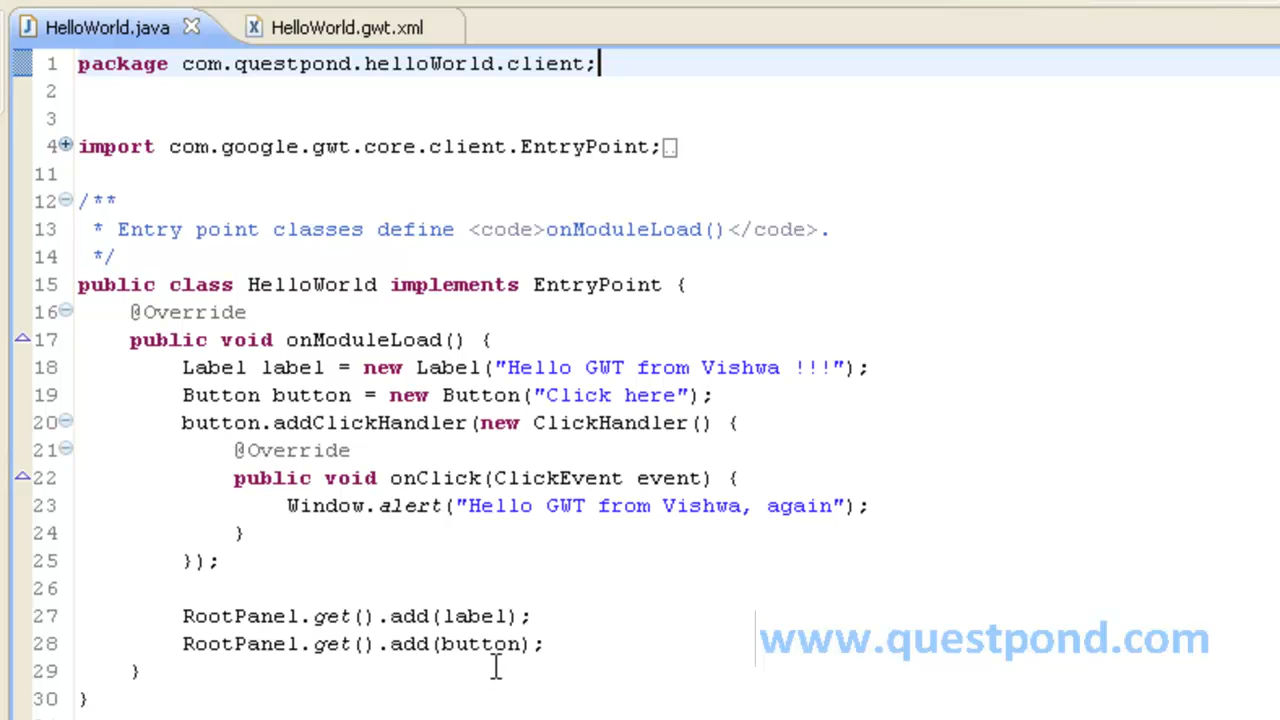 HelloWorld.java HelloWorld.gwt.xml
1 package com.questpond.helloWorld.client;
2
3
4 import com.google.gwt.core.client.EntryPoint;
11
12 /**
13  * Entry point classes define <code>onModuleLoad()</code>.
14  */
15 public class HelloWorld implements EntryPoint {
16     @Override
17     public void onModuleLoad() {
18         Label label = new Label("Hello GWT from Vishwa !!!");
19         Button button = new Button("Click here");
20         button.addClickHandler(new ClickHandler() {
21             @Override
22             public void onClick(ClickEvent event) {
23                 Window.alert("Hello GWT from Vishwa, again");
24             }
25         });
26
27         RootPanel.get().add(label);
28         RootPanel.get().add(button);
www.questpond.com
29     }
30 }